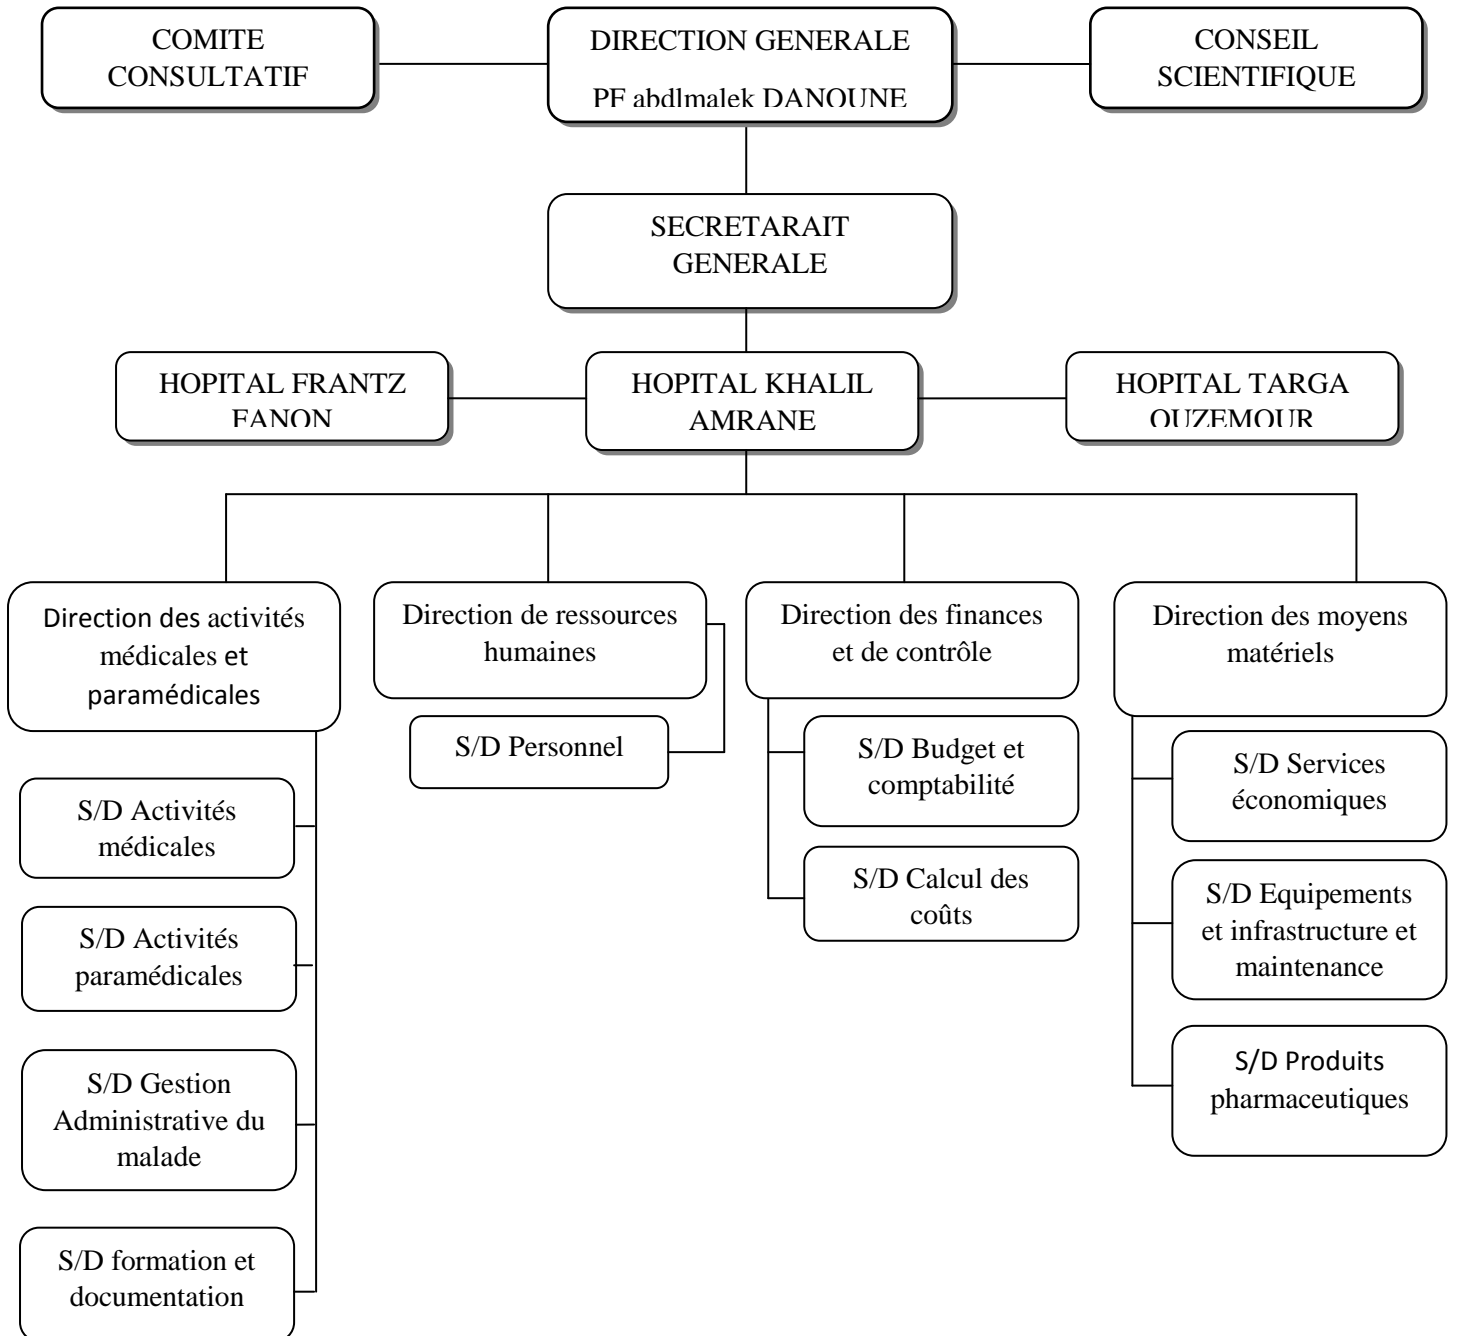 COMITE
CONSULTATIF
DIRECTION GENERALE
PF abdlmalek DANOUNE
CONSEIL
SCIENTIFIQUE
SECRETARAIT
GENERALE
HOPITAL FRANTZ
FANON
HOPITAL KHALIL
AMRANE
HOPITAL TARGA
OUZEMOUR
Direction des activités
médicales et
paramédicales
Direction de ressources
humaines
Direction des finances
et de contrôle
Direction des moyens
matériels
S/D Activités
médicales
S/D Activités
paramédicales
S/D Gestion
Administrative du
malade
S/D formation et
documentation
S/D Personnel
S/D Budget et
comptabilité
S/D Calcul des
coûts
S/D Services
économiques
S/D Equipements
et infrastructure et
maintenance
S/D Produits
pharmaceutiques